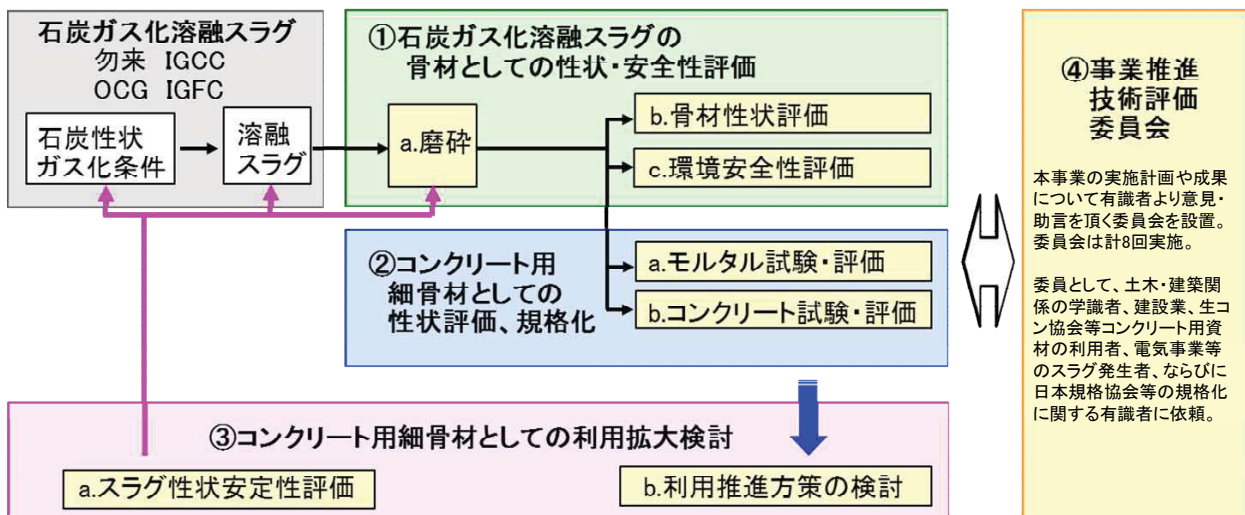 石炭ガス化溶融スラグ
勿来 IGCC
OCG IGFC
石炭性状
ガス化条件
溶融
スラグ
①石炭ガス化溶融スラグの
骨材としての性状・安全性評価
a.磨砕
b.骨材性状評価
c.環境安全性評価
②コンクリート用
細骨材としての
性状評価、規格化
a.モルタル試験・評価
b.コンクリート試験・評価
③コンクリート用細骨材としての利用拡大検討
a.スラグ性状安定性評価
b.利用推進方策の検討
④事業推進
技術評価
委員会
本事業の実施計画や成果
について有識者より意見・
助言を頂く委員会を設置。
委員会は計8回実施。
委員として、土木・建築関
係の学識者、建設業、生コ
ン協会等コンクリート用資
材の利用者、電気事業等
のスラグ発生者、ならびに
日本規格協会等の規格化
に関する有識者に依頼。